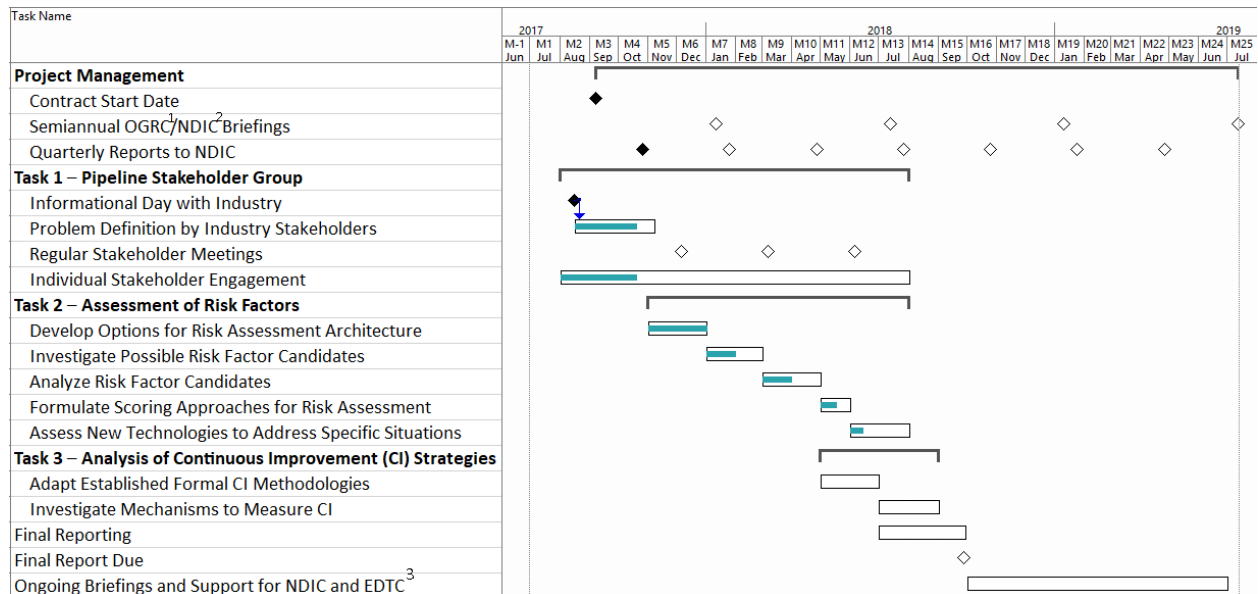 Task Name
2017 2018 2019
M-1 M1 M2 M3 M4 M5 M6 M7 M8 M9 M10 M11 M12 M13 M14 M15 M16 M17 M18 M19 M20 M21 M22 M23 M24 M25
Jun Jul Aug Sep Oct Nov Dec Jan Feb Mar Apr May Jun Jul Aug Sep Oct Nov Dec Jan Feb Mar Apr May Jun Jul
Project Management
Contract Start Date
Semiannual OGRC1/NDIC2 Briefings
Quarterly Reports to NDIC
Task 1 – Pipeline Stakeholder Group
Informational Day with Industry
Problem Definition by Industry Stakeholders
Regular Stakeholder Meetings
Individual Stakeholder Engagement
Task 2 – Assessment of Risk Factors
Develop Options for Risk Assessment Architecture
Investigate Possible Risk Factor Candidates
Analyze Risk Factor Candidates
Formulate Scoring Approaches for Risk Assessment
Assess New Technologies to Address Specific Situations
Task 3 – Analysis of Continuous Improvement (CI) Strategies
Adapt Established Formal CI Methodologies
Investigate Mechanisms to Measure CI
Final Reporting
Final Report Due
Ongoing Briefings and Support for NDIC and EDTC3